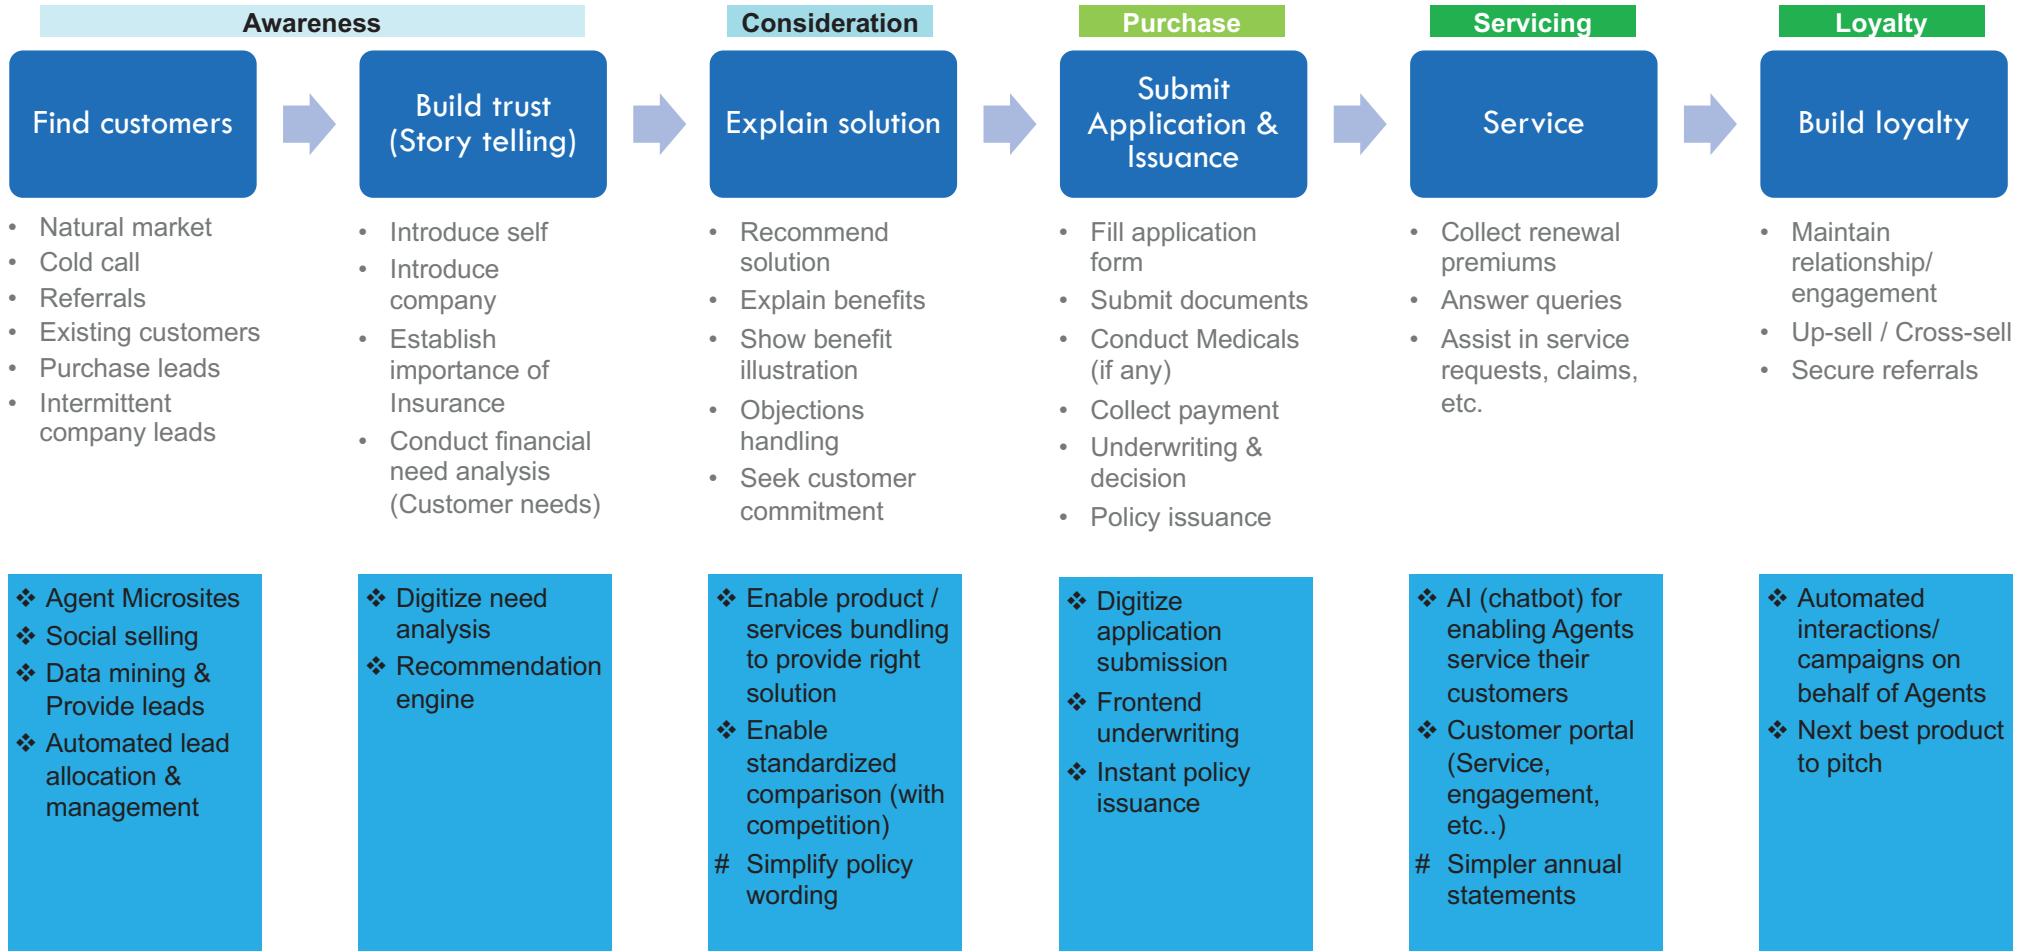 Awareness
Consideration
Purchase
Servicing
Loyalty
Find customers
Build trust
(Story telling)
Explain solution
Submit
Application &
Issuance
Service
Build loyalty
• Natural market
• Cold call
• Referrals
• Existing customers
• Purchase leads
• Intermittent
company leads
• Introduce self
• Introduce
company
• Establish
importance of
Insurance
• Conduct financial
need analysis
(Customer needs)
• Recommend
solution
• Explain benefits
• Show benefit
illustration
• Objections
handling
• Seek customer
commitment
• Fill application
form
• Submit documents
• Conduct Medicals
(if any)
• Collect payment
• Underwriting &
decision
• Policy issuance
• Collect renewal
premiums
• Answer queries
• Assist in service
requests, claims,
etc.
• Maintain
relationship/
engagement
• Up-sell / Cross-sell
• Secure referrals
❖ Agent Microsites
❖ Social selling
❖ Data mining &
Provide leads
❖ Automated lead
allocation &
management
❖ Digitize need
analysis
❖ Recommendation
engine
❖ Enable product /
services bundling
to provide right
solution
❖ Enable
standardized
comparison (with
competition)
# Simplify policy
wording
❖ Digitize
application
submission
❖ Frontend
underwriting
❖ Instant policy
issuance
❖ AI (chatbot) for
enabling Agents
service their
customers
❖ Customer portal
(Service,
engagement,
etc..)
# Simpler annual
statements
❖ Automated
interactions/
campaigns on
behalf of Agents
❖ Next best product
to pitch